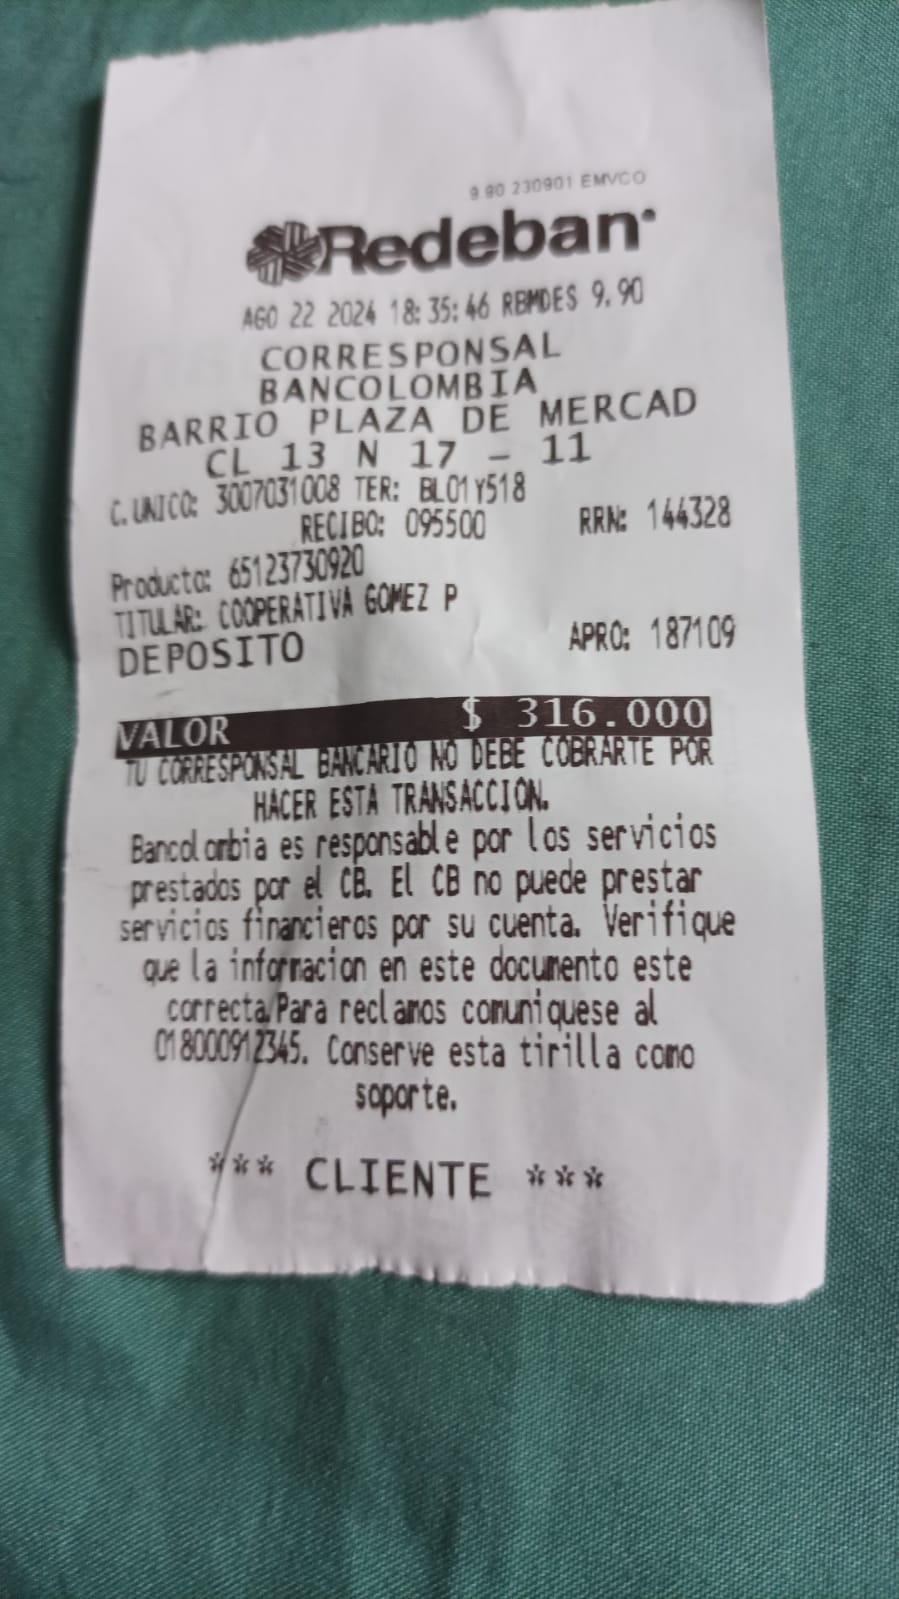 9.90 230901 EMVCO
Redeban
AGO 22 2024 18:35:46 RBMDES 9.90
CORRESPONSAL
BANCOLOMBIA
BARRIO PLAZA DE MERCAD
CL 13 N 17 - 11
C. UNICO: 3007031008 TER: BL01Y518
RECIBO: 095500 RRN: 144328
Producto: 65123730920
TITULAR: COOPERATIVA GOMEZ P
DEPOSITO APRO: 187109
VALOR $ 316.000
TU CORRESPONSAL BANCARIO NO DEBE COBRARTE POR
HACER ESTA TRANSACCION.
Bancolombia es responsable por los servicios
prestados por el CB. El CB no puede prestar
servicios financieros por su cuenta. Verifique
que la informacion en este documento este
correcta/Para reclamos comuniquese al
018000912345. Conserve esta tirilla como
soporte.
*** CLIENTE ***